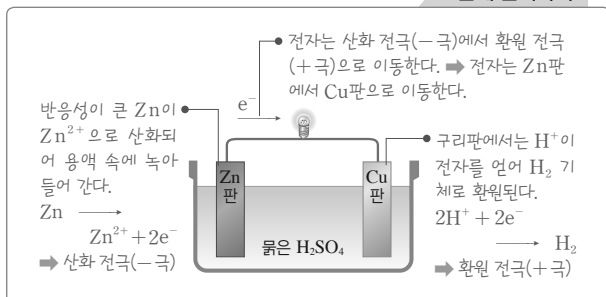 전자는 산화 전극(-극)에서 환원 전극
(+극)으로 이동한다. ➡ 전자는 Zn판
에서 Cu판으로 이동한다.
e⁻
반응성이 큰 Zn이
Zn²⁺으로 산화되
어 용액 속에 녹아
들어 간다.
Zn ⟶
Zn²⁺+2e⁻
➡ 산화 전극(-극)
Zn
판
Cu
판
묽은 H₂SO₄
구리판에서는 H⁺이
전자를 얻어 H₂ 기
체로 환원된다.
2H⁺+2e⁻
⟶ H₂
➡ 환원 전극(+극)